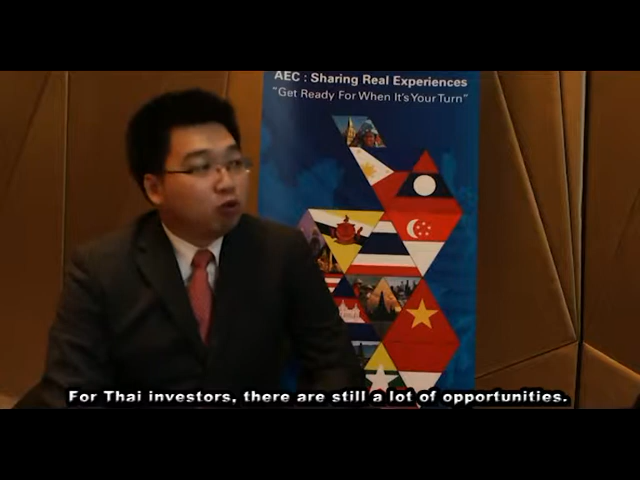 AEC : Sharing Real Experiences
"Get Ready For When It's Your Turn"
For Thai investors, there are still a lot of opportunities.